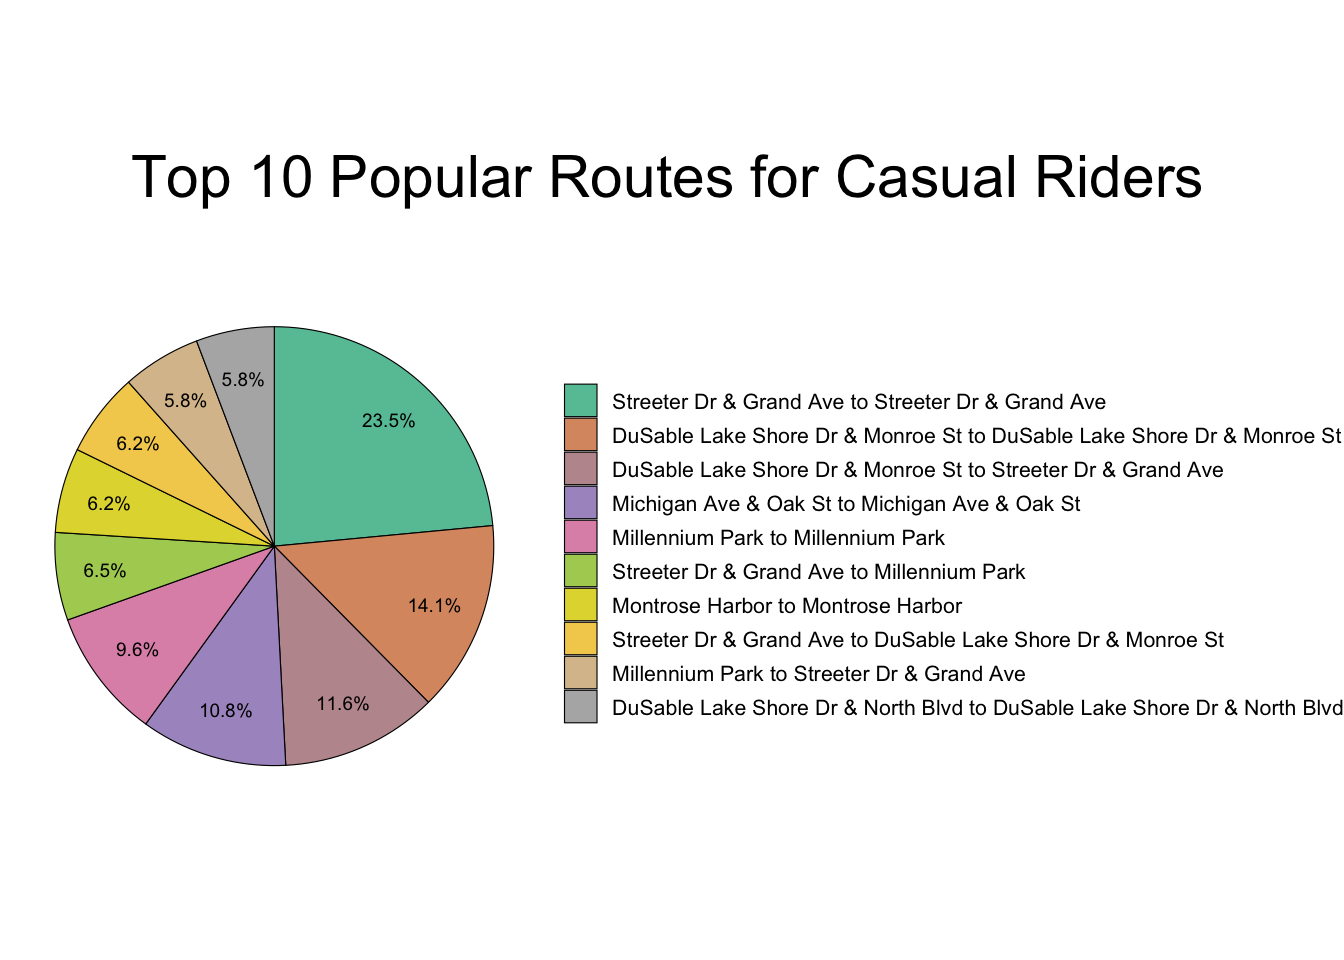 Top 10 Popular Routes for Casual Riders
5.8%
5.8%
23.5%
6.2%
6.2%
6.5%
14.1%
9.6%
10.8%
11.6%
Streeter Dr & Grand Ave to Streeter Dr & Grand Ave
DuSable Lake Shore Dr & Monroe St to DuSable Lake Shore Dr & Monroe St
DuSable Lake Shore Dr & Monroe St to Streeter Dr & Grand Ave
Michigan Ave & Oak St to Michigan Ave & Oak St
Millennium Park to Millennium Park
Streeter Dr & Grand Ave to Millennium Park
Montrose Harbor to Montrose Harbor
Streeter Dr & Grand Ave to DuSable Lake Shore Dr & Monroe St
Millennium Park to Streeter Dr & Grand Ave
DuSable Lake Shore Dr & North Blvd to DuSable Lake Shore Dr & North Blvd